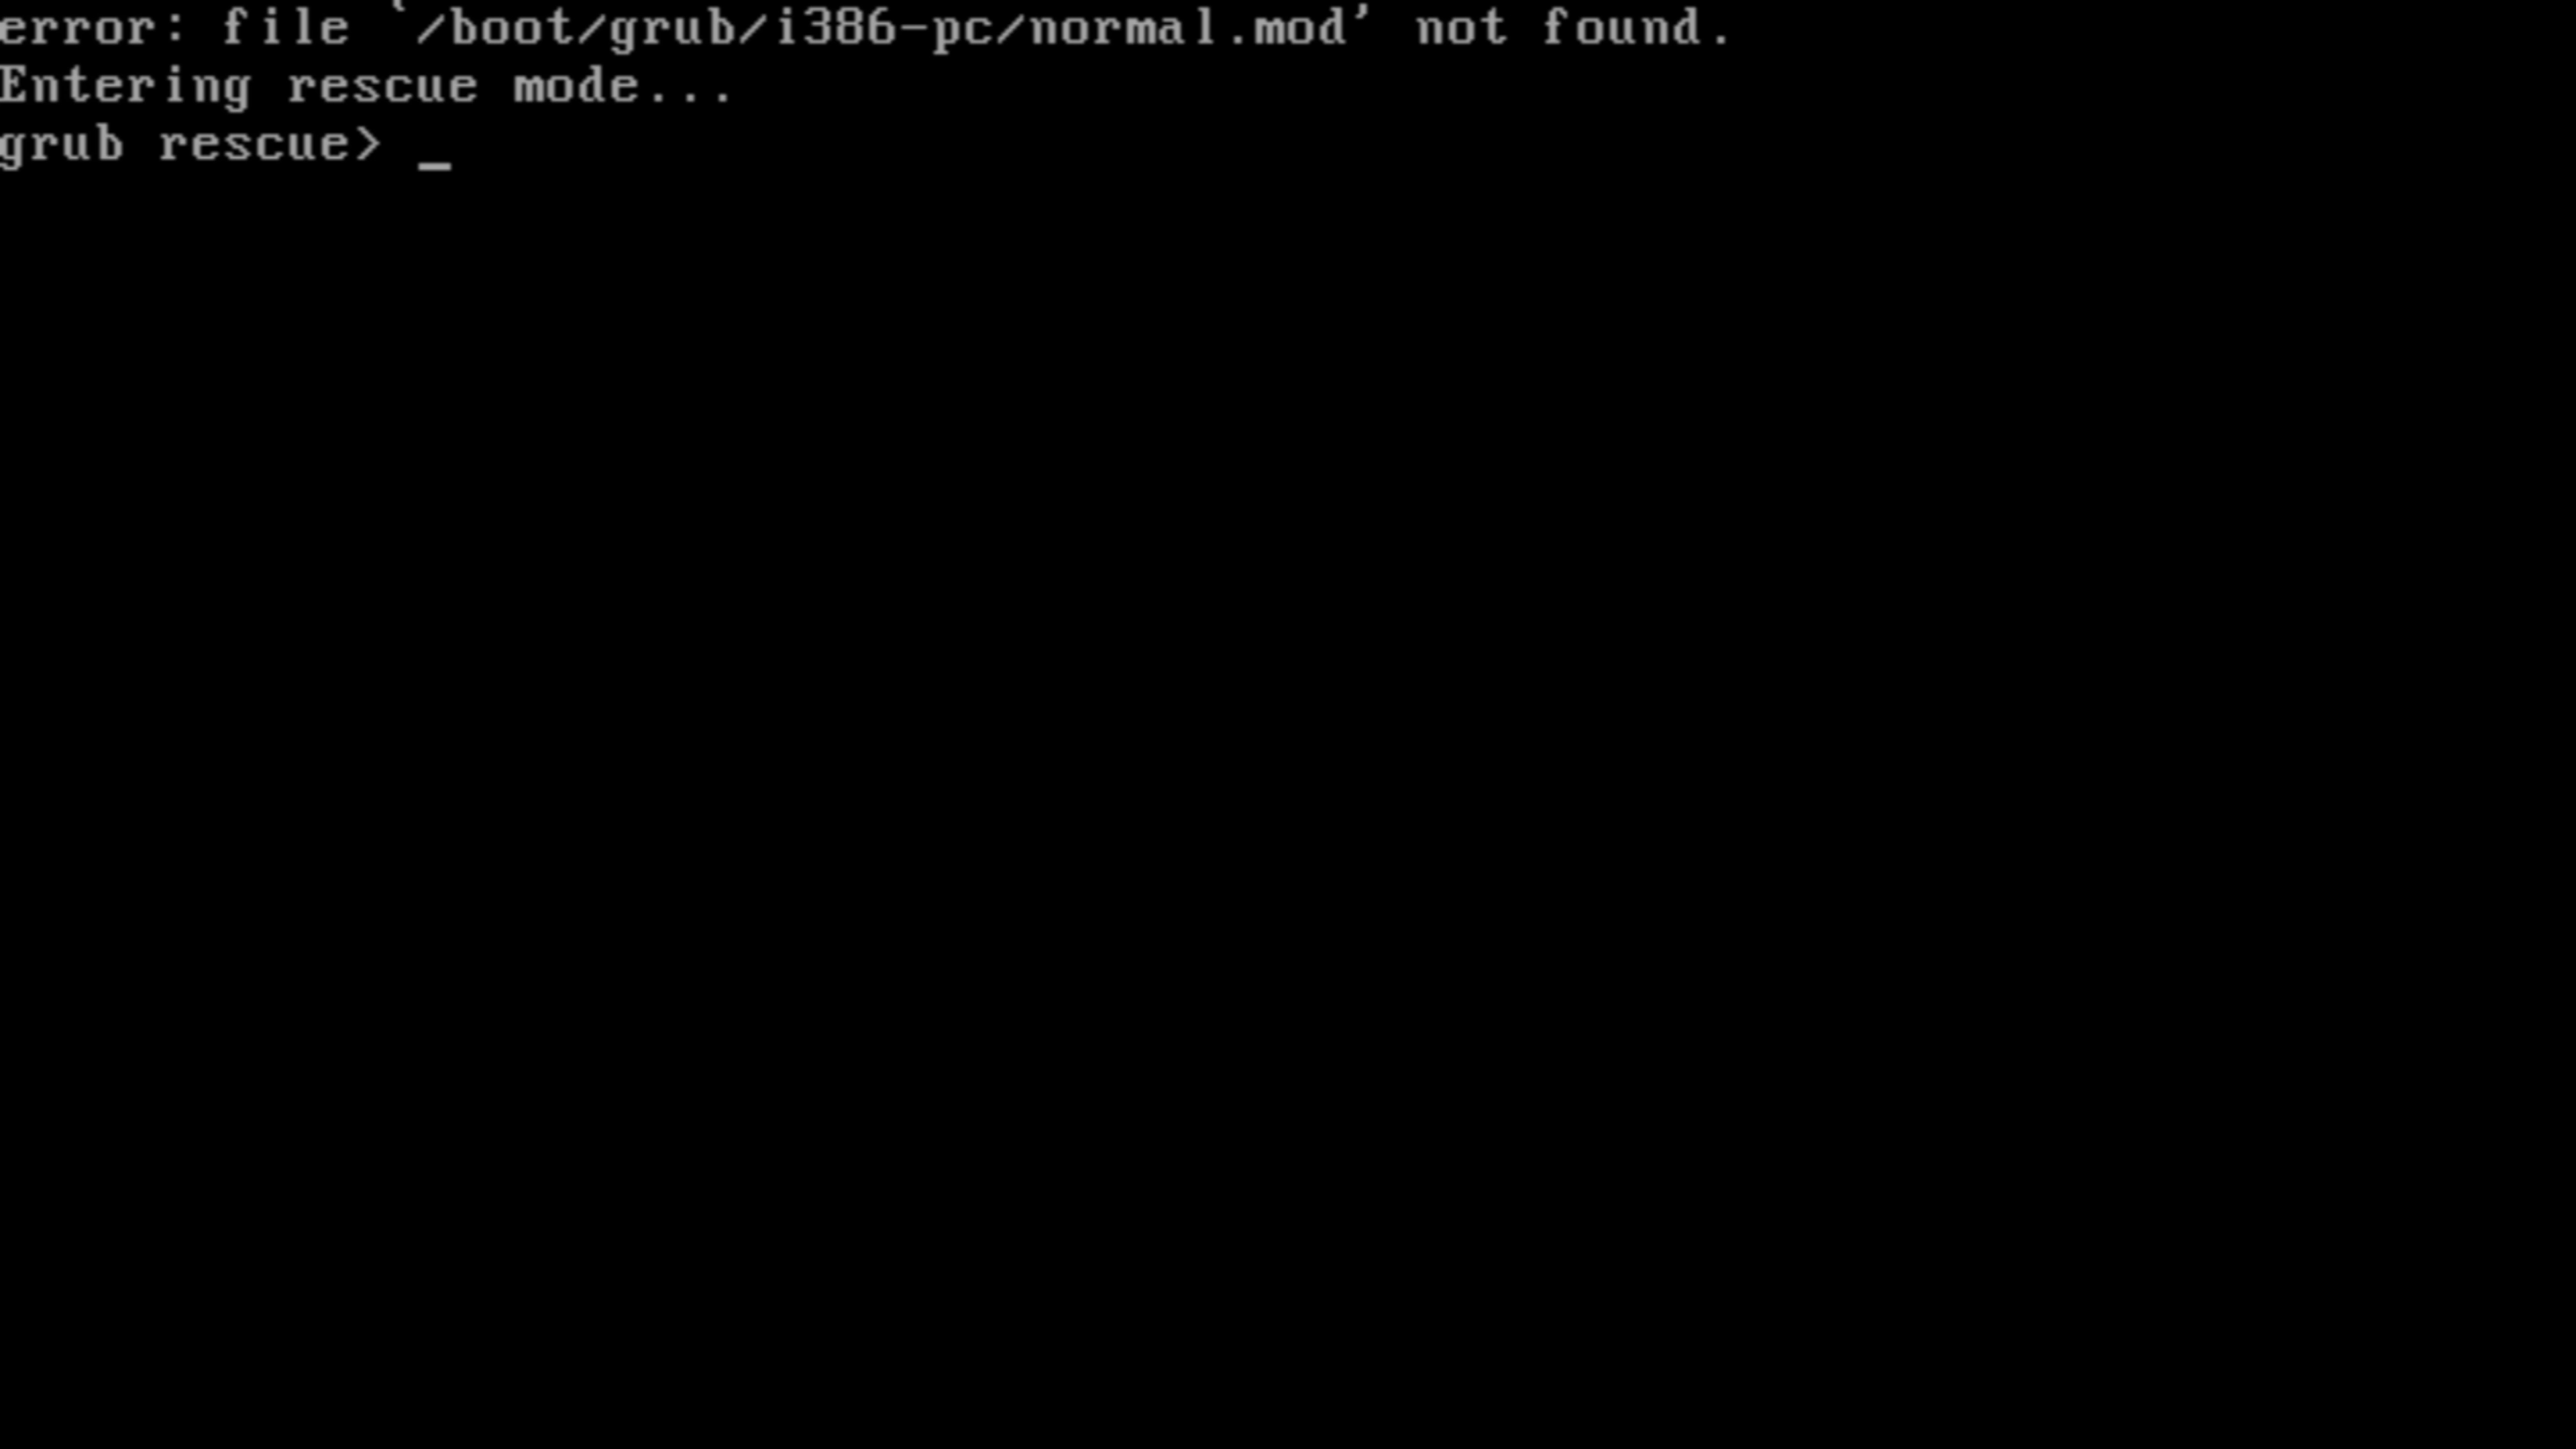 error: file `/boot/grub/i386-pc/normal.mod' not found.
Entering rescue mode...
grub rescue> _